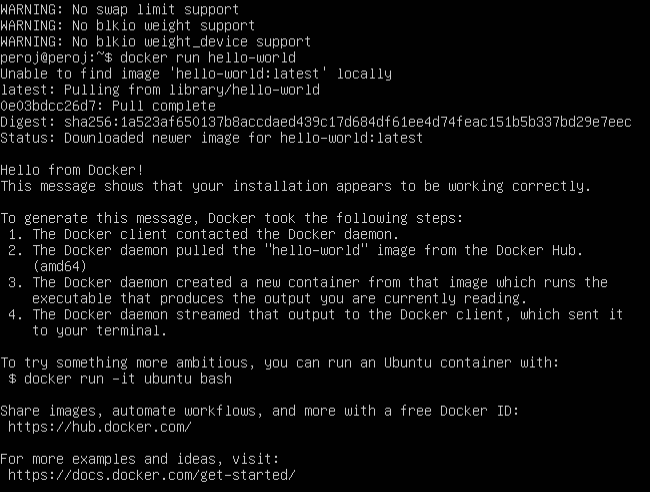 WARNING: No swap limit support
WARNING: No blkio weight support
WARNING: No blkio weight_device support
peroj@peroj:~$ docker run hello-world
Unable to find image 'hello-world:latest' locally
latest: Pulling from library/hello-world
0e03bdcc26d7: Pull complete
Digest: sha256:1a523af650137b8accdaed439c17d684df61ee4d74feac151b5b337bd29e7eec
Status: Downloaded newer image for hello-world:latest

Hello from Docker!
This message shows that your installation appears to be working correctly.

To generate this message, Docker took the following steps:
 1. The Docker client contacted the Docker daemon.
 2. The Docker daemon pulled the "hello-world" image from the Docker Hub.
    (amd64)
 3. The Docker daemon created a new container from that image which runs the
    executable that produces the output you are currently reading.
 4. The Docker daemon streamed that output to the Docker client, which sent it
    to your terminal.

To try something more ambitious, you can run an Ubuntu container with:
 $ docker run -it ubuntu bash

Share images, automate workflows, and more with a free Docker ID:
 https://hub.docker.com/

For more examples and ideas, visit:
 https://docs.docker.com/get-started/